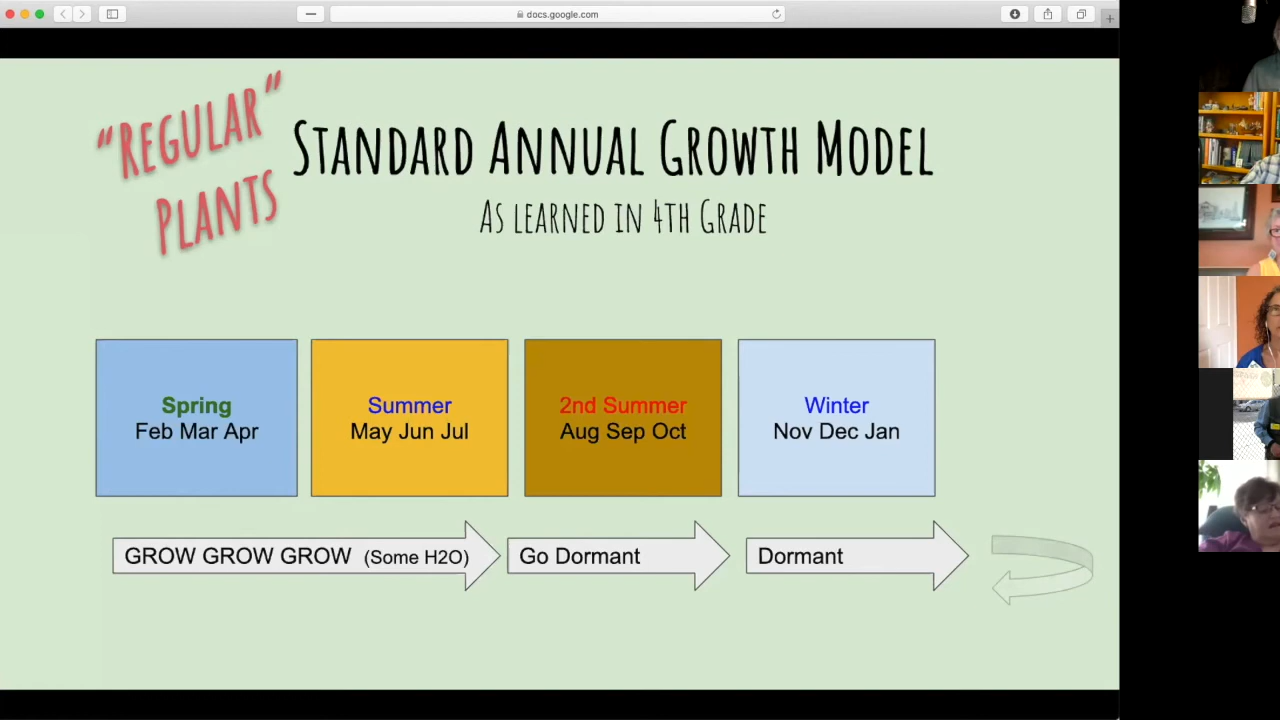 docs.google.com
“REGULAR”
PLANTS
STANDARD ANNUAL GROWTH MODEL
AS LEARNED IN 4TH GRADE
Spring
Feb Mar Apr
Summer
May Jun Jul
2nd Summer
Aug Sep Oct
Winter
Nov Dec Jan
GROW GROW GROW (Some H2O)
Go Dormant
Dormant